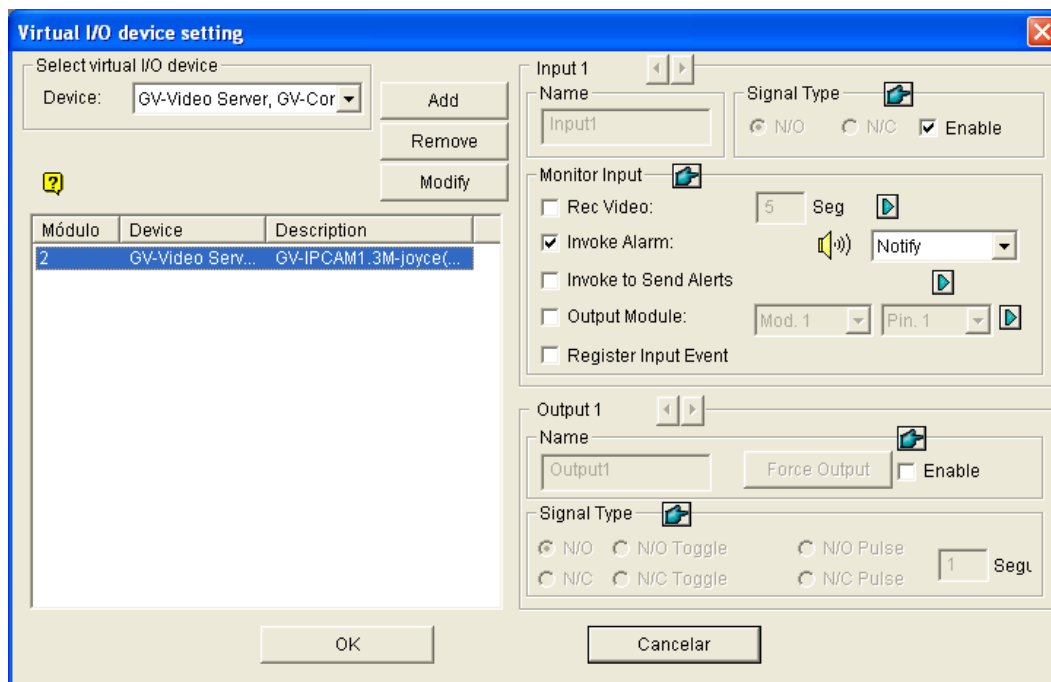 Virtual I/O device setting
Select virtual I/O device
Device:
GV-Video Server, GV-Cor
Add
Remove
Modify
Módulo Device Description
2 GV-Video Serv... GV-IPCAM1.3M-joyce(...
Input 1
Name
Input1
Signal Type
N/O N/C Enable
Monitor Input
Rec Video: 5 Seg
Invoke Alarm: Notify
Invoke to Send Alerts
Output Module: Mod. 1 Pin. 1
Register Input Event
Output 1
Name
Output1 Force Output Enable
Signal Type
N/O N/O Toggle N/O Pulse
N/C N/C Toggle N/C Pulse
1 Segu
OK Cancelar